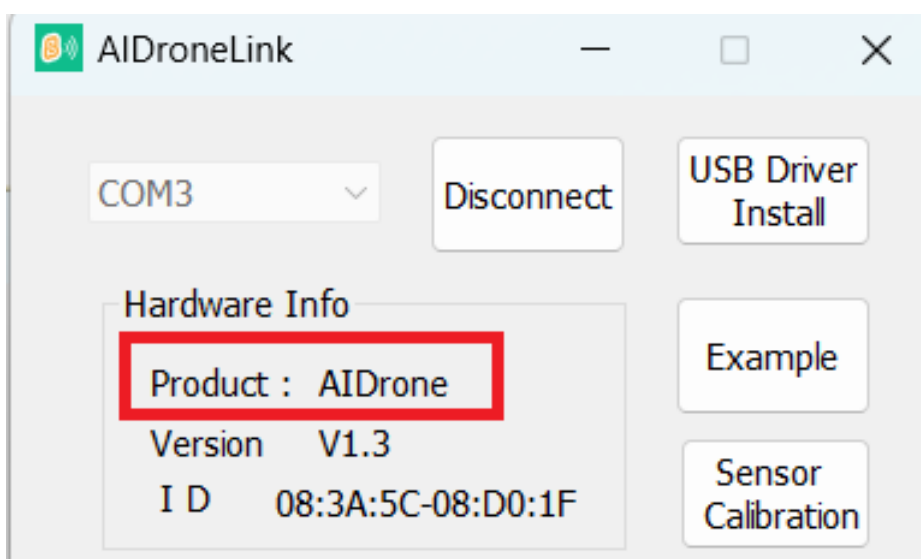 AIDroneLink
COM3
Disconnect
USB Driver
Install
Hardware Info
Product : AIDrone
Version V1.3
I D 08:3A:5C-08:D0:1F
Example
Sensor
Calibration